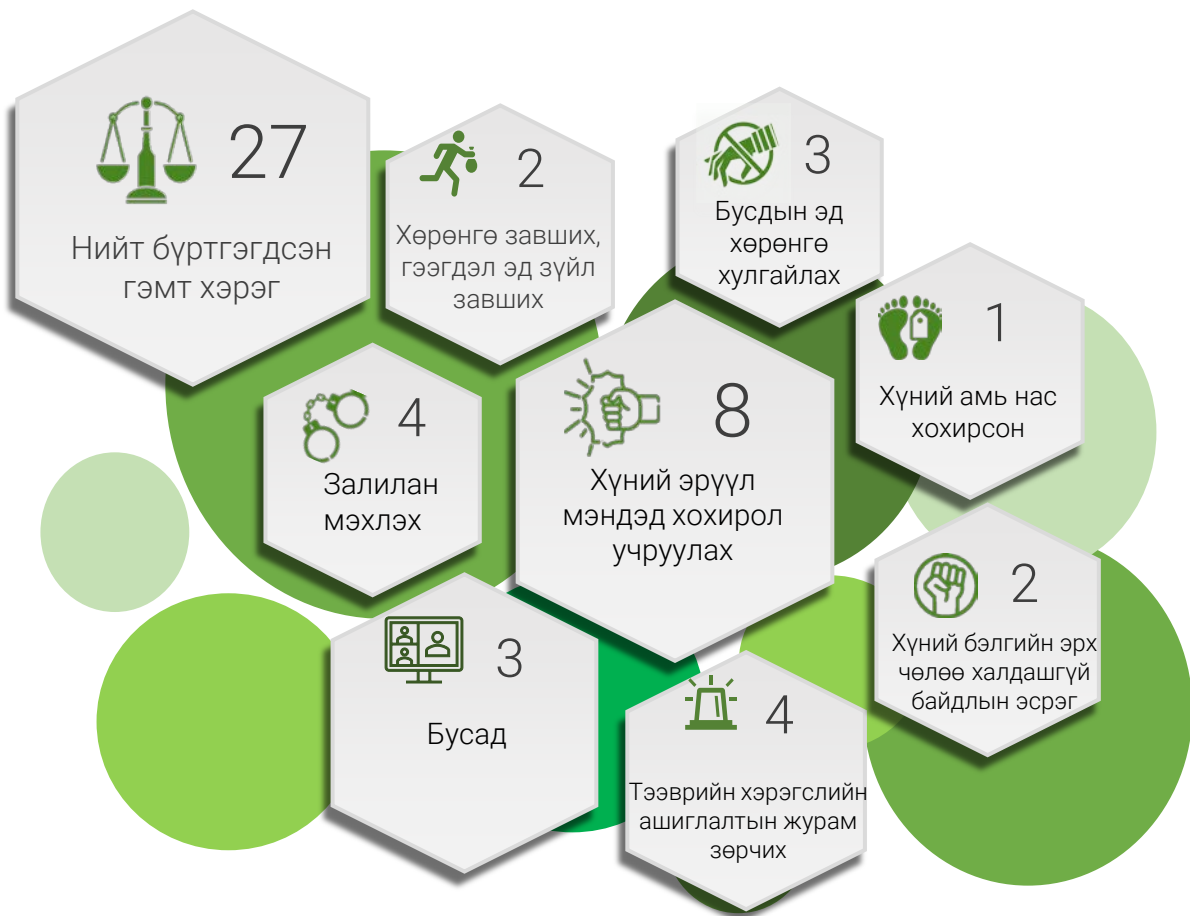 27
Нийт бүртгэгдсэн
гэмт хэрэг
2
Хөрөнгө завших,
гээгдэл эд зүйл
завших
3
Бусдын эд
хөрөнгө
хулгайлах
1
Хүний амь нас
хохирсон
4
Залилан
мэхлэх
8
Хүний эрүүл
мэндэд хохирол
учруулах
2
Хүний бэлгийн эрх
чөлөө халдашгүй
байдлын эсрэг
3
Бусад
4
Тээврийн хэрэгслийн
ашиглалтын журам
зөрчих